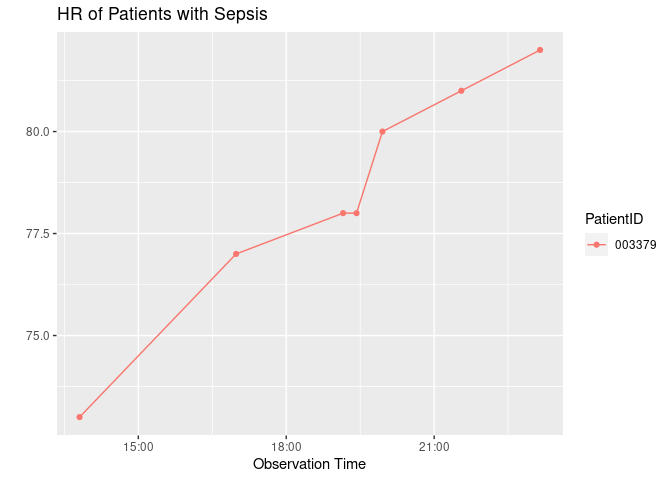 HR of Patients with Sepsis
80.0
77.5
75.0
15:00
18:00
21:00
Observation Time
PatientID
003379